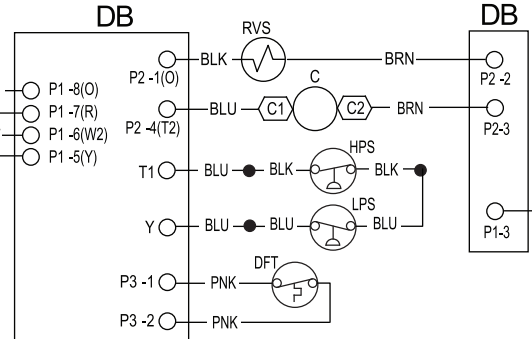 DB
DB
RVS
BLK
BRN
P2 -1(O)
P2 -2
P1 -8(O)
C
P1 -7(R)
BLU
C1
C2
BRN
P1 -6(W2)
P2 -4(T2)
P2-3
P1 -5(Y)
HPS
T1
BLU
BLK
BLK
LPS
Y
BLU
BLU
BLU
P1-3
DFT
P3 -1
PNK
P3 -2
PNK